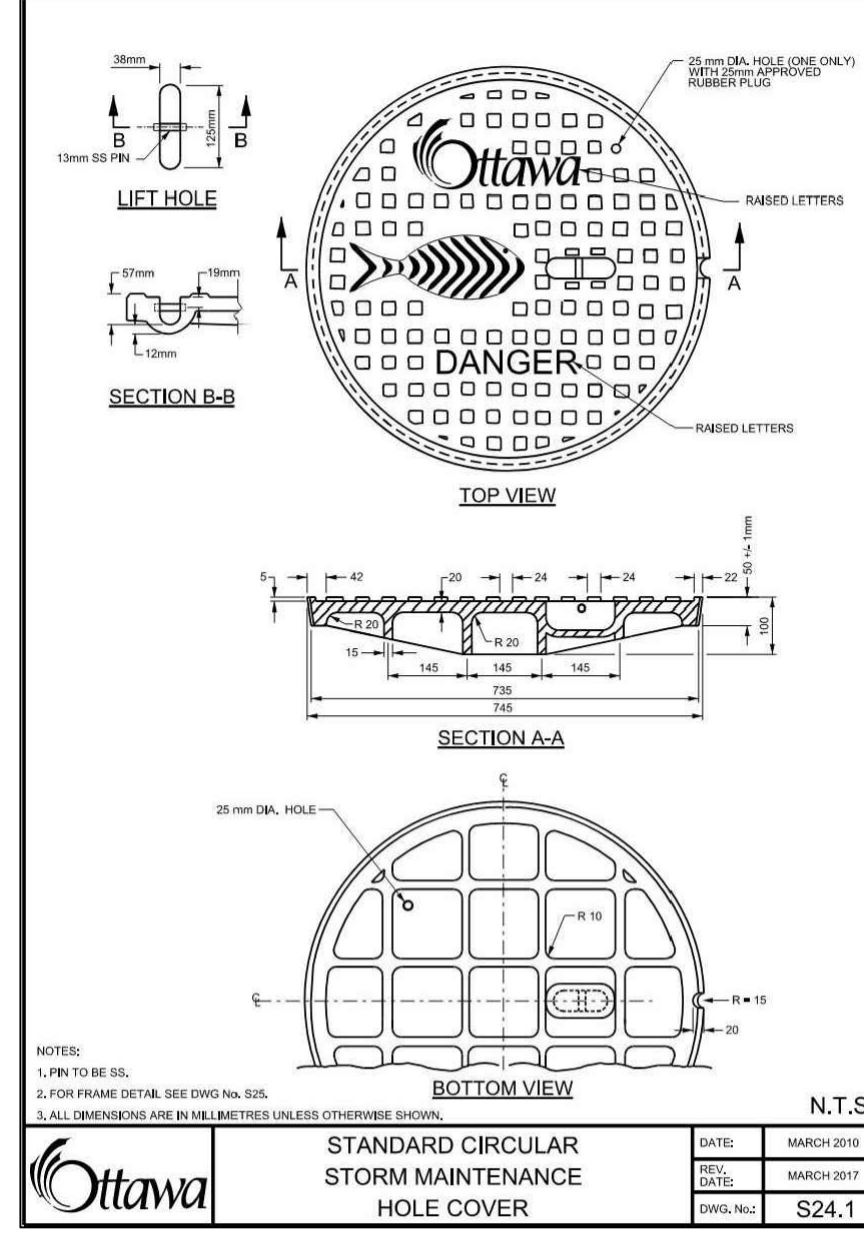 38mm
125mm
B
B
13mm SS PIN
LIFT HOLE
57mm
19mm
12mm
SECTION B-B
25 mm DIA. HOLE (ONE ONLY)
WITH 25mm APPROVED
RUBBER PLUG
Ottawa
RAISED LETTERS
A
A
DANGER
RAISED LETTERS
TOP VIEW
5
42
20
24
24
22
50 +/- 1mm
R 20
R 20
15
100
145
145
145
735
745
SECTION A-A
25 mm DIA. HOLE
R 10
R = 15
20
BOTTOM VIEW
NOTES:
1. PIN TO BE SS.
2. FOR FRAME DETAIL SEE DWG No. S25.
3. ALL DIMENSIONS ARE IN MILLIMETRES UNLESS OTHERWISE SHOWN.
N.T.S
Ottawa
STANDARD CIRCULAR
STORM MAINTENANCE
HOLE COVER
DATE: MARCH 2010
REV. DATE: MARCH 2017
DWG. No.: S24.1